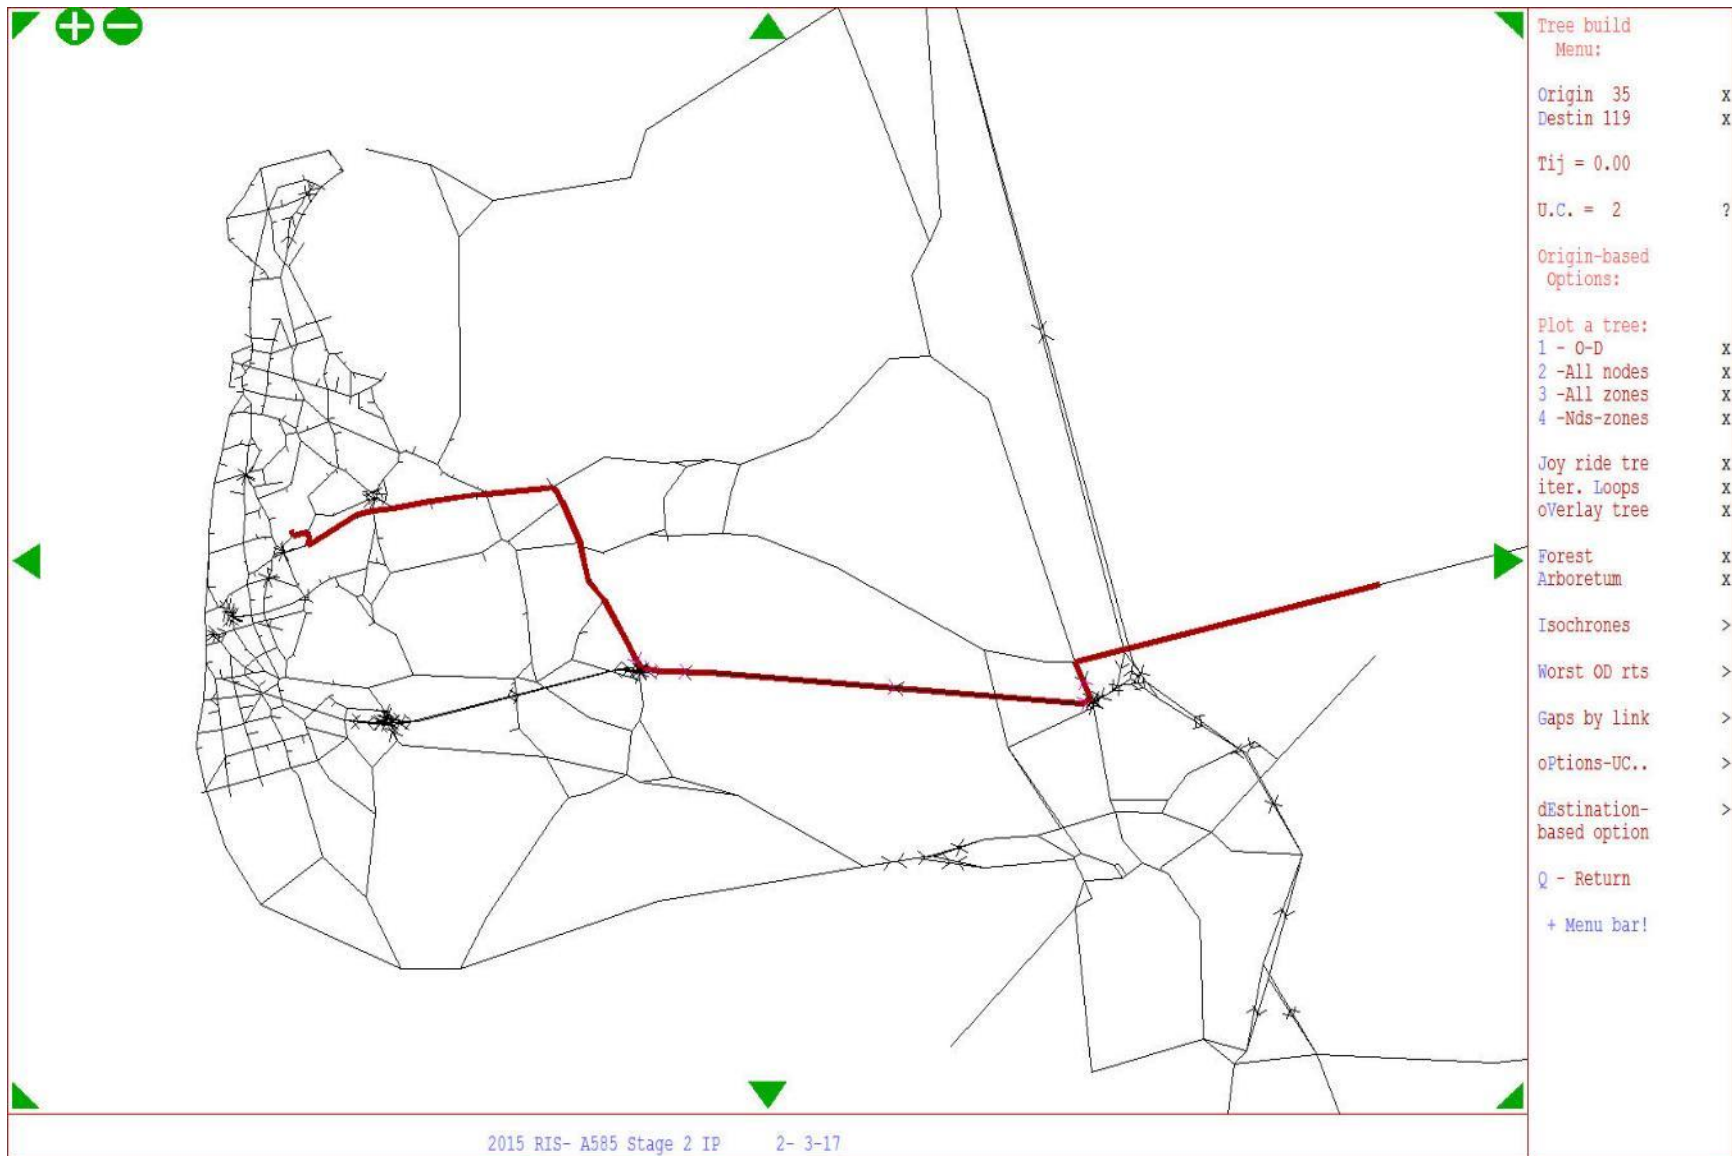 Tree build
Menu:
Origin 35 x
Destin 119 x
Tij = 0.00
U.C. = 2 ?
Origin-based
Options:
Plot a tree:
1 - O-D x
2 -All nodes x
3 -All zones x
4 -Nds-zones x
Joy ride tre x
iter. Loops x
oVerlay tree x
Forest x
Arboretum x
Isochrones >
Worst OD rts >
Gaps by link >
oPtions-UC.. >
dEstination- >
based option
Q - Return
+ Menu bar!
2015 RIS- A585 Stage 2 IP 2- 3-17